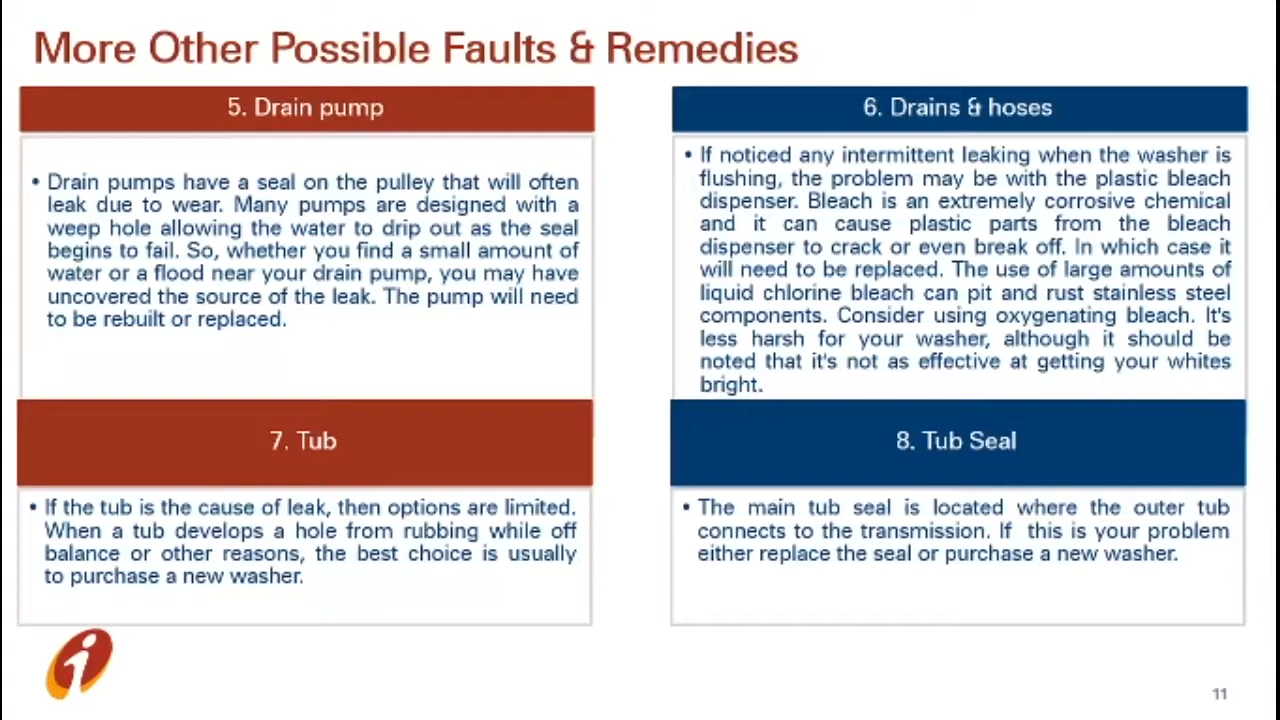 More Other Possible Faults & Remedies
5. Drain pump
• Drain pumps have a seal on the pulley that will often
leak due to wear. Many pumps are designed with a
weep hole allowing the water to drip out as the seal
begins to fail. So, whether you find a small amount of
water or a flood near your drain pump, you may have
uncovered the source of the leak. The pump will need
to be rebuilt or replaced.
6. Drains & hoses
• If noticed any intermittent leaking when the washer is
flushing, the problem may be with the plastic bleach
dispenser. Bleach is an extremely corrosive chemical
and it can cause plastic parts from the bleach
dispenser to crack or even break off. In which case it
will need to be replaced. The use of large amounts of
liquid chlorine bleach can pit and rust stainless steel
components. Consider using oxygenating bleach. It's
less harsh for your washer, although it should be
noted that it's not as effective at getting your whites
bright.
7. Tub
• If the tub is the cause of leak, then options are limited.
When a tub develops a hole from rubbing while off
balance or other reasons, the best choice is usually
to purchase a new washer.
8. Tub Seal
• The main tub seal is located where the outer tub
connects to the transmission. If this is your problem
either replace the seal or purchase a new washer.
11